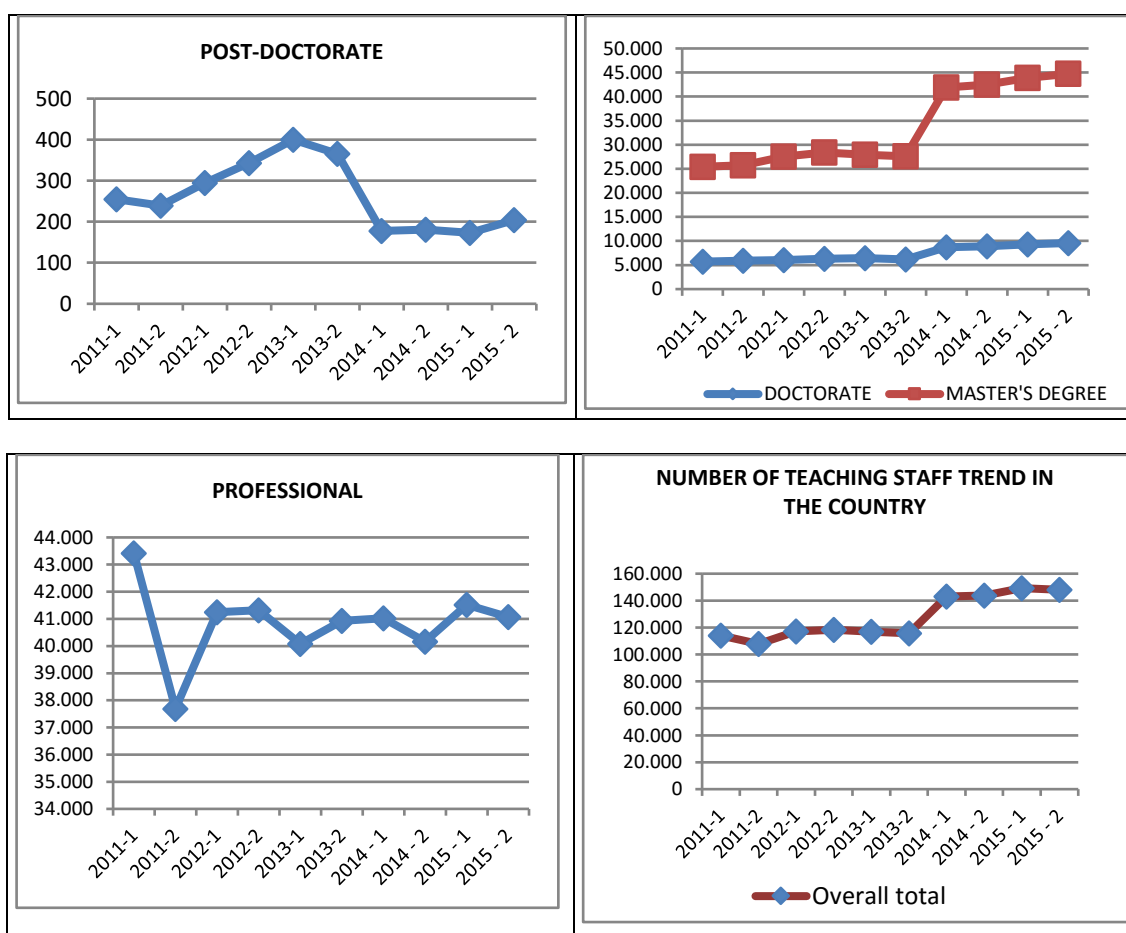 POST-DOCTORATE
500
400
300
200
100
0
2011-1
2011-2
2012-1
2012-2
2013-1
2013-2
2014 - 1
2014 - 2
2015 - 1
2015 - 2
50.000
45.000
40.000
35.000
30.000
25.000
20.000
15.000
10.000
5.000
0
2011-1
2011-2
2012-1
2012-2
2013-1
2013-2
2014 - 1
2014 - 2
2015 - 1
2015 - 2
DOCTORATE
MASTER'S DEGREE
PROFESSIONAL
44.000
43.000
42.000
41.000
40.000
39.000
38.000
37.000
36.000
35.000
34.000
2011-1
2011-2
2012-1
2012-2
2013-1
2013-2
2014 - 1
2014 - 2
2015 - 1
2015 - 2
NUMBER OF TEACHING STAFF TREND IN
THE COUNTRY
160.000
140.000
120.000
100.000
80.000
60.000
40.000
20.000
0
2011-1
2011-2
2012-1
2012-2
2013-1
2013-2
2014 - 1
2014 - 2
2015 - 1
2015 - 2
Overall total